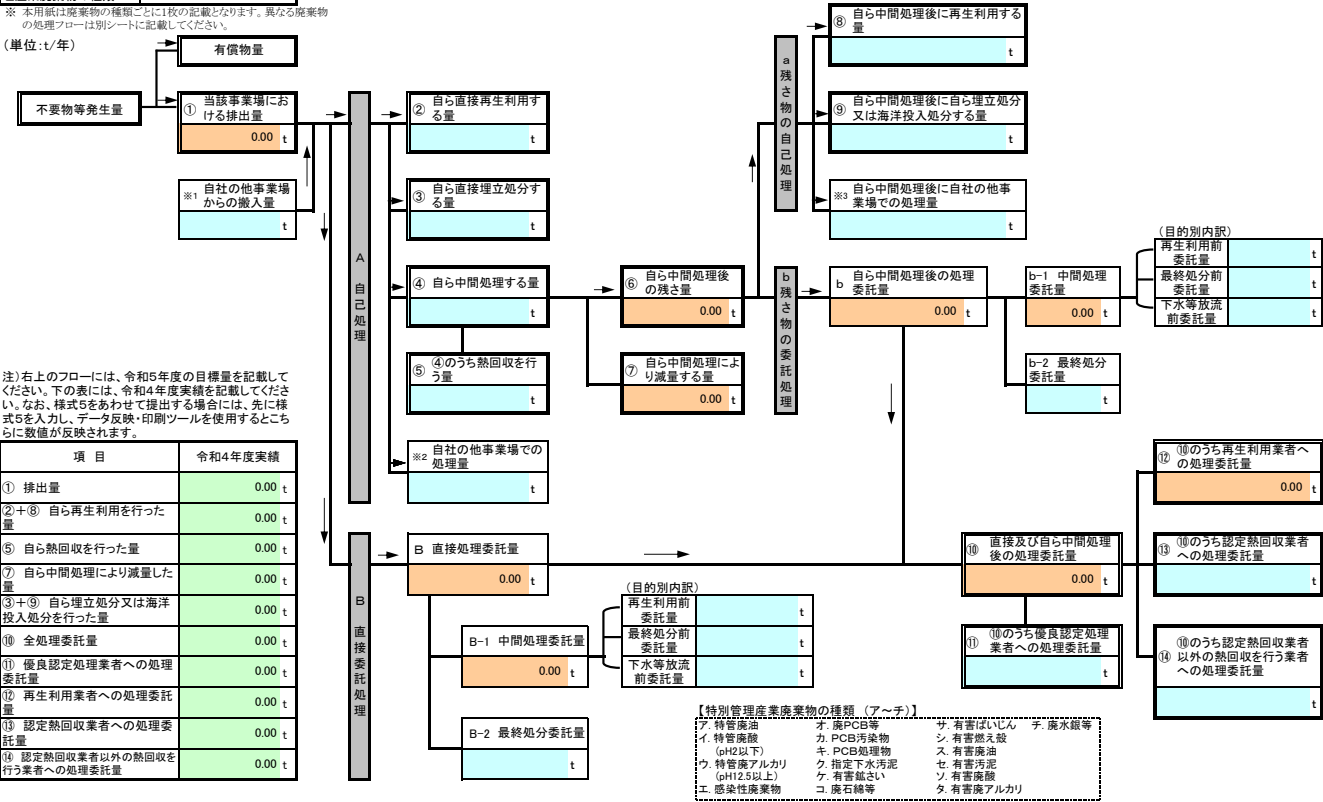 ※ 本用紙は廃棄物の種類ごとに1枚の記載となります。異なる廃棄物
の処理フローは別シートに記載してください。
(単位:t/年)
有償物量
不要物等発生量
① 当該事業場にお
ける排出量
0.00 t
※1 自社の他事業場
からの搬入量
t
A 自己処理
② 自ら直接再生利用す
る量
t
③ 自ら直接埋立処分す
る量
t
④ 自ら中間処理する量
t
⑤ ④のうち熱回収を行
う量
t
※2 自社の他事業場での
処理量
t
⑥ 自ら中間処理後
の残さ量
0.00 t
⑦ 自ら中間処理によ
り減量する量
0.00 t
a 残さ物の自己処理
⑧ 自ら中間処理後に再生利用する
量
t
⑨ 自ら中間処理後に自ら埋立処分
又は海洋投入処分する量
t
※3 自ら中間処理後に自社の他事
業場での処理量
t
b 残さ物の委託処理
b 自ら中間処理後の処理
委託量
0.00 t
b-1 中間処理
委託量
0.00 t
b-2 最終処分
委託量
t
(目的別内訳)
再生利用前
委託量
t
最終処分前
委託量
t
下水等放流
前委託量
t
注)右上のフローには、令和5年度の目標量を記載して
ください。下の表には、令和4年度実績を記載してくださ
い。なお、様式5をあわせて提出する場合には、先に様
式5を入力し、データ反映・印刷ツールを使用するとこち
らに数値が反映されます。
項 目 令和4年度実績
① 排出量 0.00 t
②+⑧ 自ら再生利用を行った
量 0.00 t
⑤ 自ら熱回収を行った量 0.00 t
⑦ 自ら中間処理により減量した
量 0.00 t
③+⑨ 自ら埋立処分又は海洋
投入処分を行った量 0.00 t
⑩ 全処理委託量 0.00 t
⑪ 優良認定処理業者への処理
委託量 0.00 t
⑫ 再生利用業者への処理委託
量 0.00 t
⑬ 認定熱回収業者への処理委
託量 0.00 t
⑭ 認定熱回収業者以外の熱回収を
行う業者への処理委託量 0.00 t
B 直接委託処理
B 直接処理委託量
0.00 t
B-1 中間処理委託量
0.00 t
B-2 最終処分委託量
t
(目的別内訳)
再生利用前
委託量
t
最終処分前
委託量
t
下水等放流
前委託量
t
⑩ 直接及び自ら中間処理
後の処理委託量
0.00 t
⑪ ⑩のうち優良認定処理
業者への処理委託量
t
⑫ ⑩のうち再生利用業者へ
の処理委託量
0.00 t
⑬ ⑩のうち認定熱回収業者
への処理委託量
t
⑭ ⑩のうち認定熱回収業者
以外の熱回収を行う業者
への処理委託量
t
【特別管理産業廃棄物の種類 (ア~チ)】
ア. 特管廃油 オ. 廃PCB等 サ. 有害ばいじん チ. 廃水銀等
イ. 特管廃酸 カ. PCB汚染物 シ. 有害燃え殻
(pH2以下) キ. PCB処理物 ス. 有害廃油
ウ. 特管廃アルカリ ク. 指定下水汚泥 セ. 有害汚泥
(pH12.5以上) ケ. 有害鉱さい ソ. 有害廃酸
エ. 感染性廃棄物 コ. 廃石綿等 タ. 有害廃アルカリ